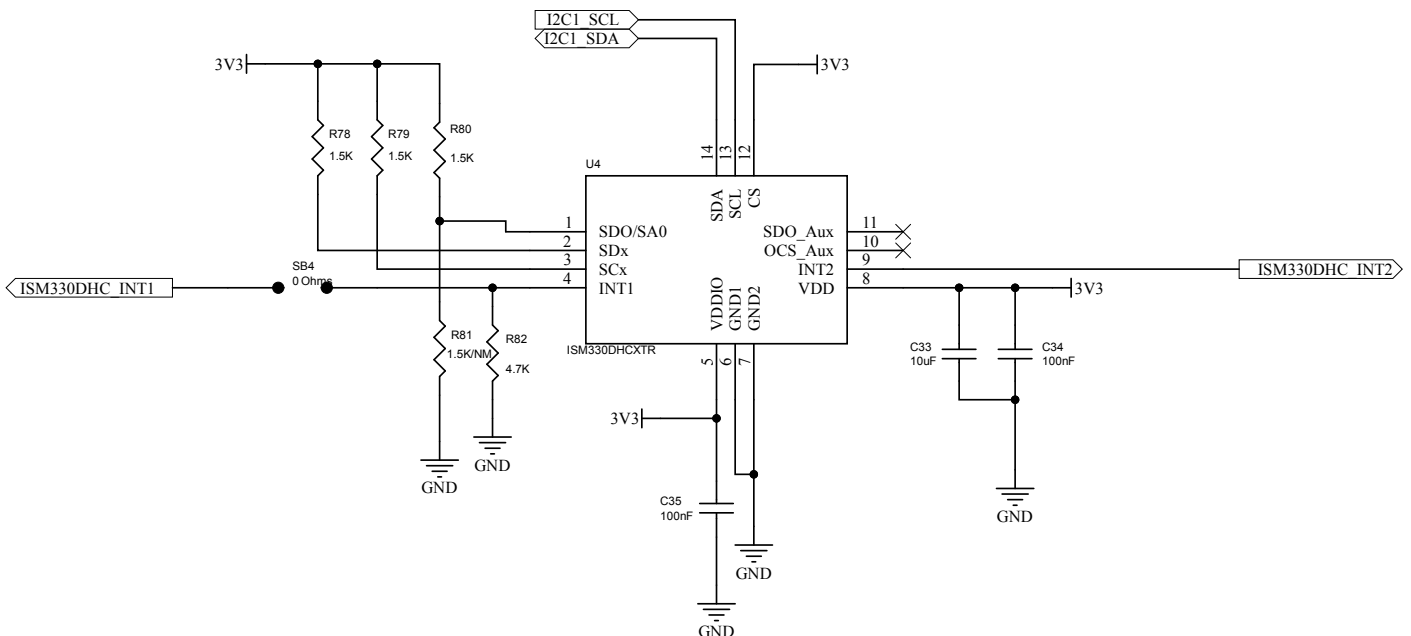 I2C1_SCL
I2C1_SDA
3V3
3V3
R78
1.5K
R79
1.5K
R80
1.5K
14
13
12
U4
SDA
SCL
CS
1
SDO/SA0
2
SDx
3
SCx
4
INT1
SDO_Aux
11
OCS_Aux
10
INT2
9
VDD
8
ISM330DHC_INT2
3V3
ISM330DHC_INT1
SB4
0 Ohms
VDDIO
GND1
GND2
R81
1.5K/NM
R82
4.7K
ISM330DHCXTR
5
6
7
C33
10uF
C34
100nF
3V3
GND
GND
C35
100nF
GND
GND
GND